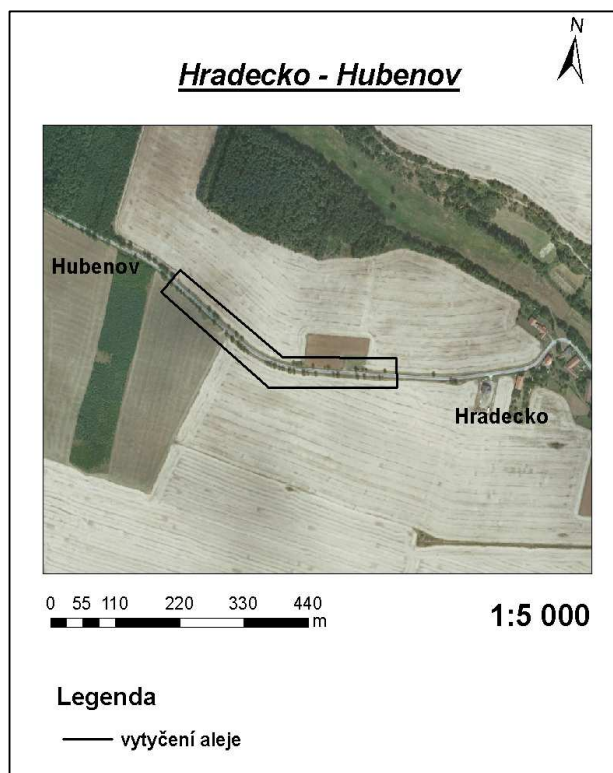 N
Hradecko - Hubenov
Hubenov
Hradecko
0 55 110 220 330 440
m
1:5 000
Legenda
vytyčení aleje